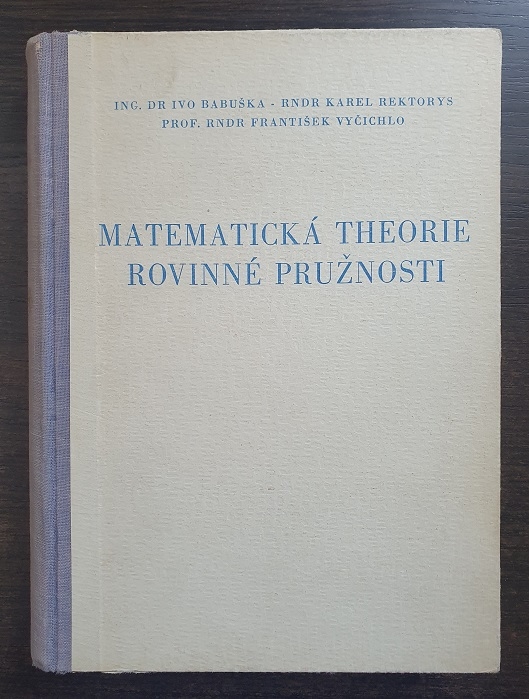 ING. DR IVO BABUŠKA - RNDR KAREL REKTORYS
PROF. RNDR FRANTIŠEK VYČICHLO
MATEMATICKÁ THEORIE
ROVINNÉ PRUŽNOSTI